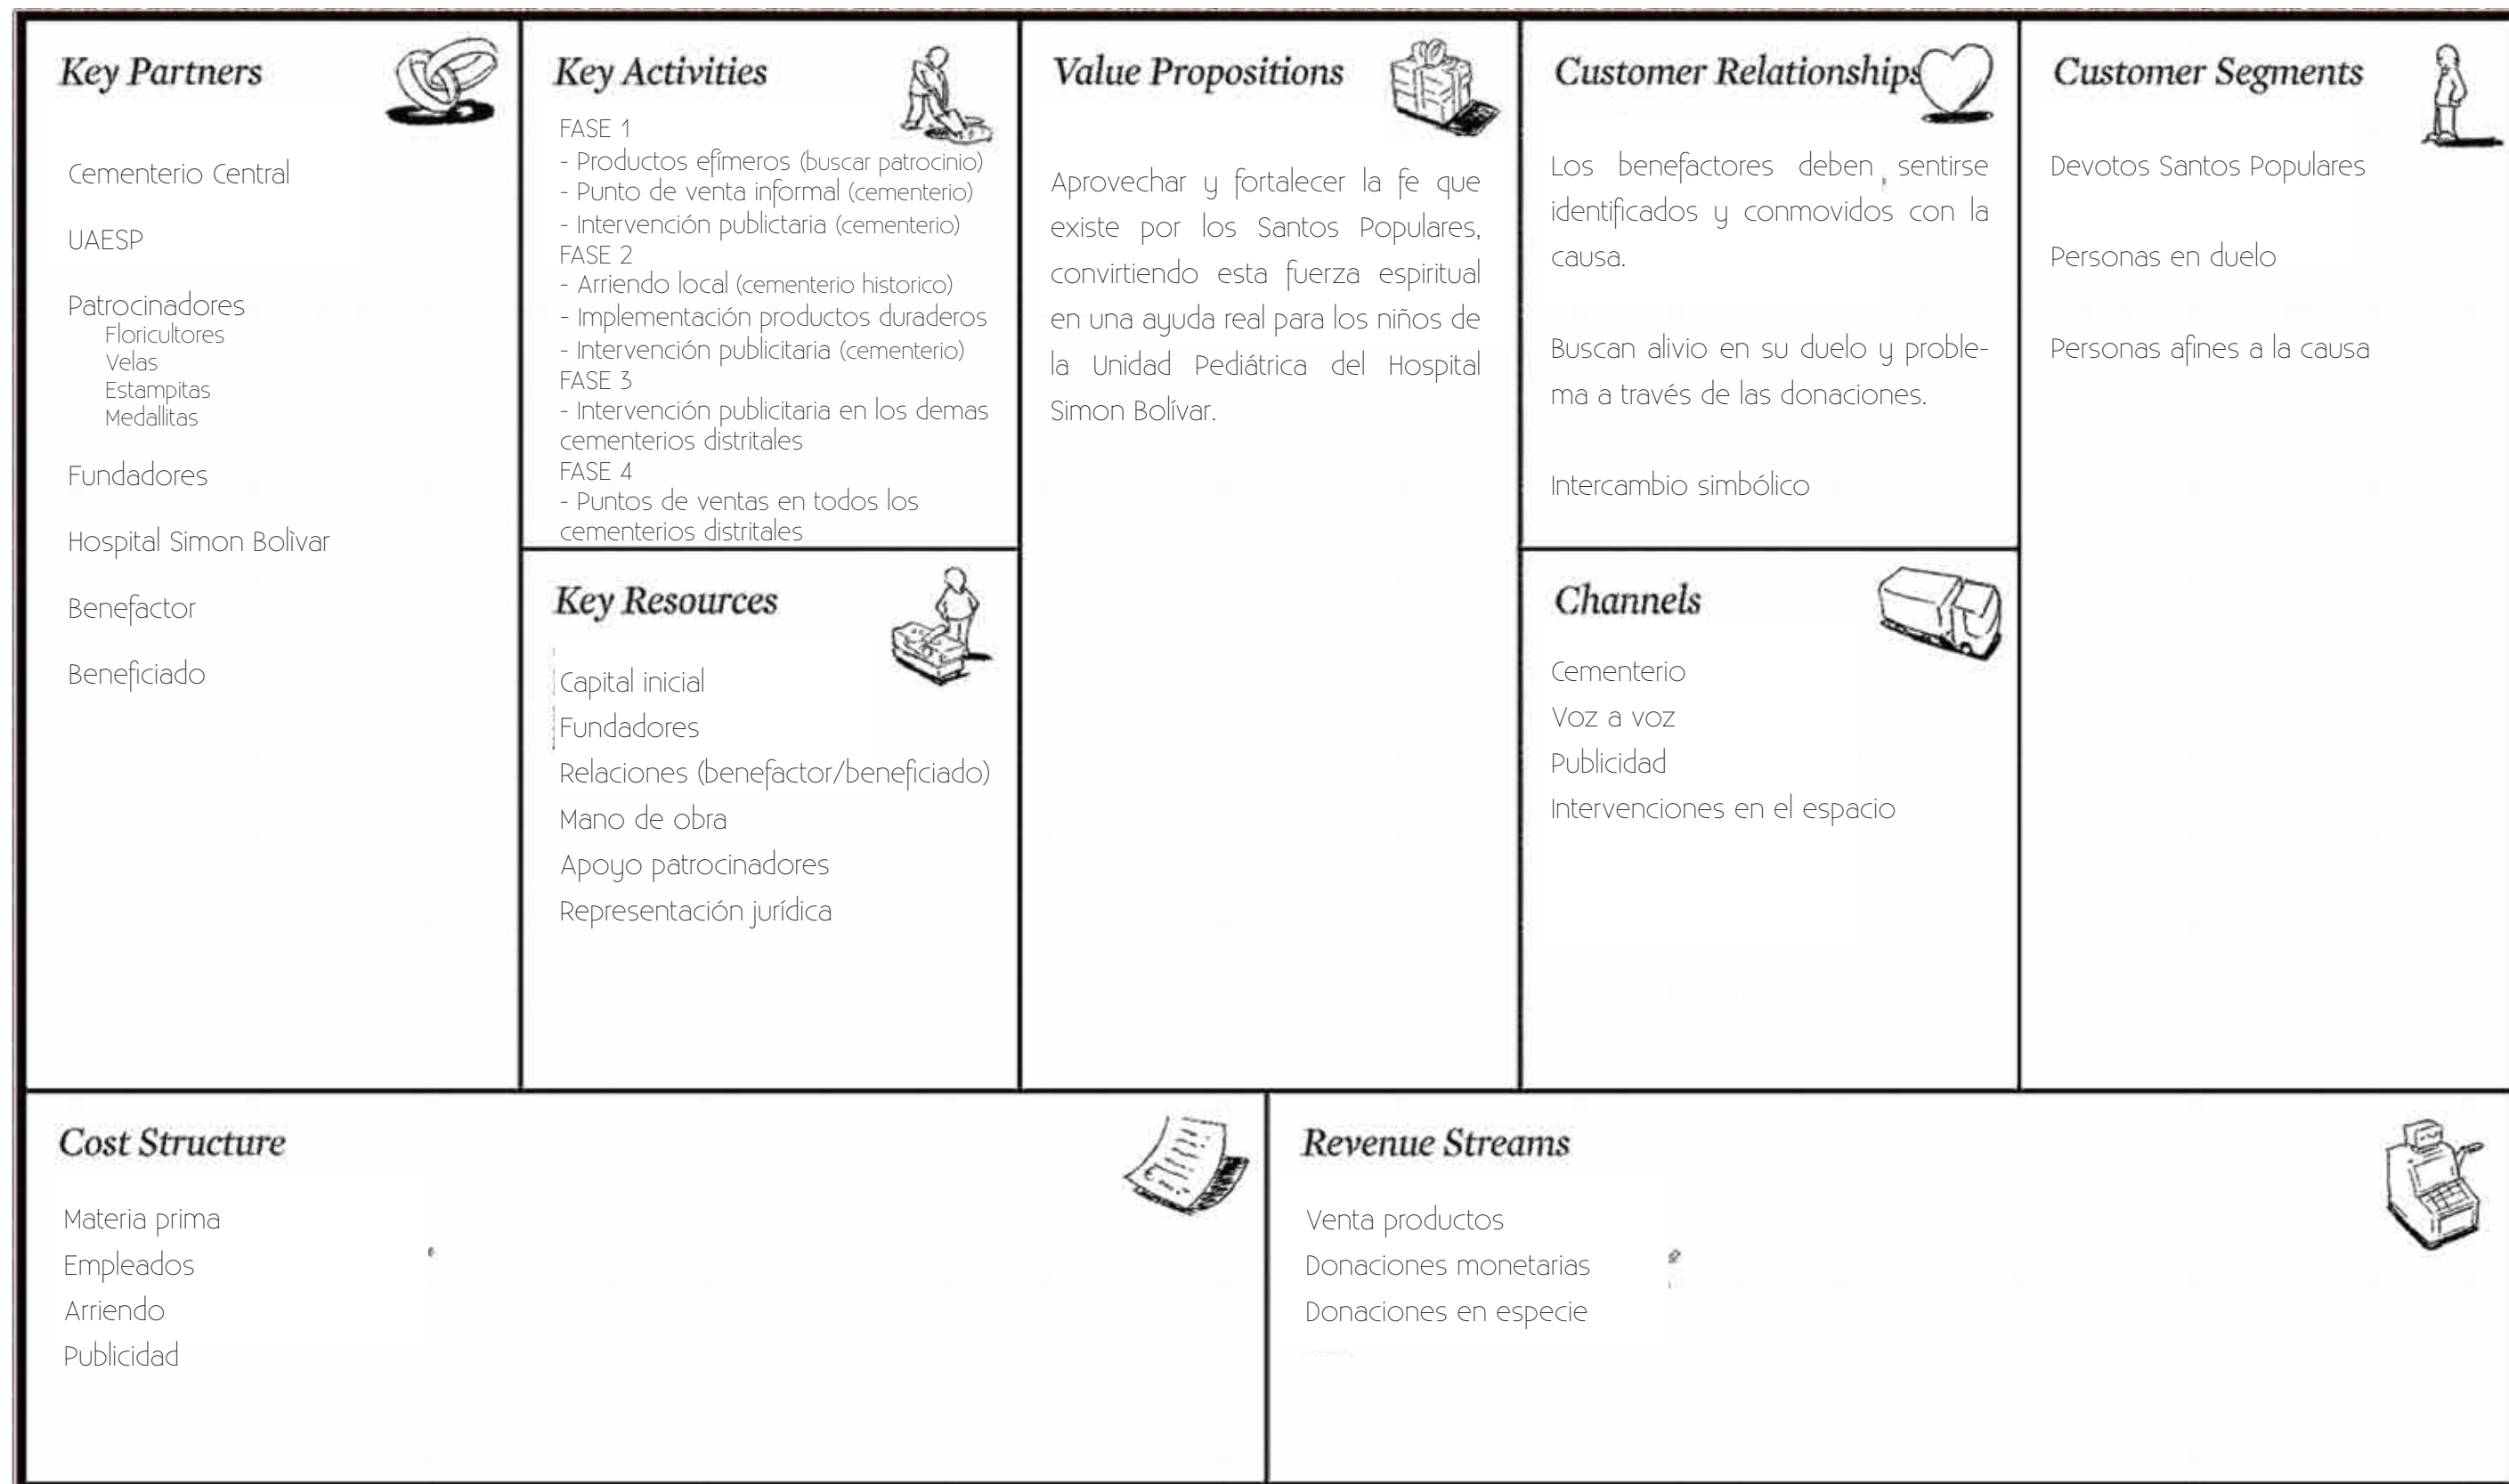 Key Partners
Cementerio Central
UAESP
Patrocinadores
Floricultores
Velas
Estampitas
Medallitas
Fundadores
Hospital Simon Bolìvar
Benefactor
Beneficiado
Key Activities
FASE 1
- Productos efímeros (buscar patrocinio)
- Punto de venta informal (cementerio)
- Intervención publictaria (cementerio)
FASE 2
- Arriendo local (cementerio historico)
- Implementación productos duraderos
- Intervención publicitaria (cementerio)
FASE 3
- Intervención publicitaria en los demas
cementerios distritales
FASE 4
- Puntos de ventas en todos los
cementerios distritales
Key Resources
Capital inicial
Fundadores
Relaciones (benefactor/beneficiado)
Mano de obra
Apoyo patrocinadores
Representación jurídica
Value Propositions
Aprovechar y fortalecer la fe que
existe por los Santos Populares,
convirtiendo esta fuerza espiritual
en una ayuda real para los niños de
la Unidad Pediátrica del Hospital
Simon Bolívar.
Customer Relationships
Los benefactores deben sentirse
identificados y conmovidos con la
causa.
Buscan alivio en su duelo y proble-
ma a través de las donaciones.
Intercambio simbólico
Channels
Cementerio
Voz a voz
Publicidad
Intervenciones en el espacio
Customer Segments
Devotos Santos Populares
Personas en duelo
Personas afines a la causa
Cost Structure
Materia prima
Empleados
Arriendo
Publicidad
Revenue Streams
Venta productos
Donaciones monetarias
Donaciones en especie